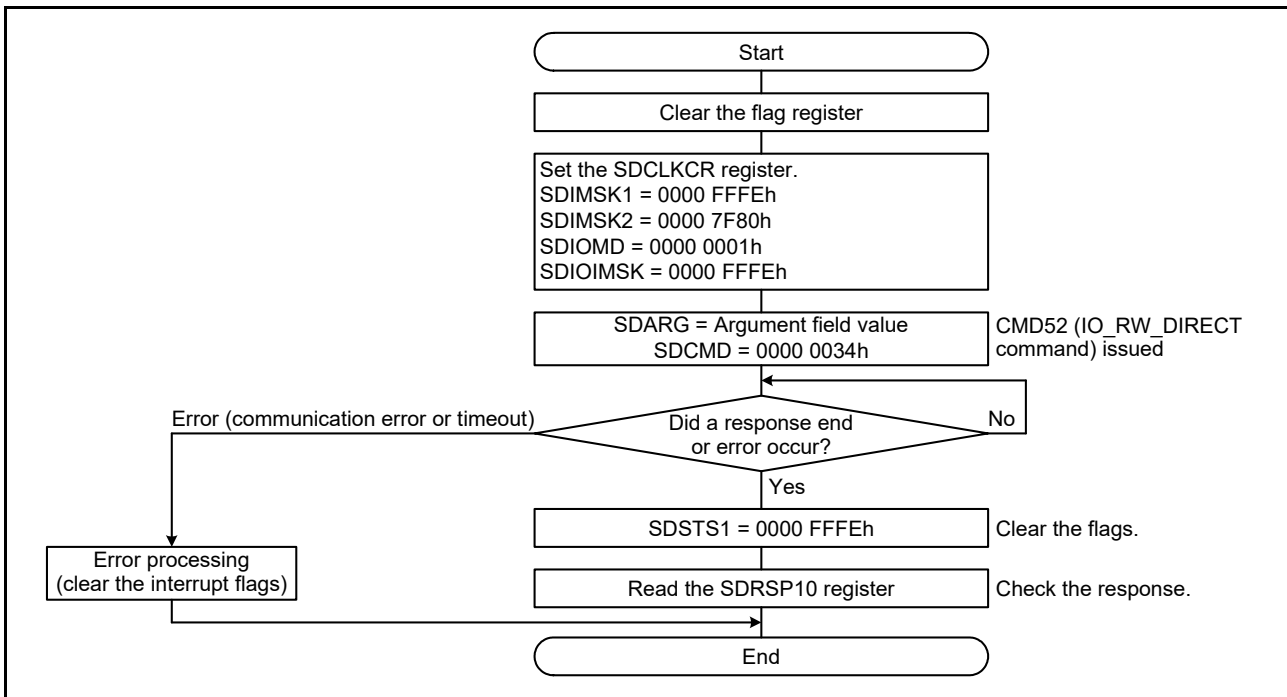 Start
Clear the flag register
Set the SDCLKCR register.
SDIMSK1 = 0000 FFFEh
SDIMSK2 = 0000 7F80h
SDIOMD = 0000 0001h
SDIOIMSK = 0000 FFFEh
SDARG = Argument field value
SDCMD = 0000 0034h
CMD52 (IO_RW_DIRECT
command) issued
Error (communication error or timeout)
Did a response end
or error occur?
No
Yes
SDSTS1 = 0000 FFFEh
Clear the flags.
Error processing
(clear the interrupt flags)
Read the SDRSP10 register
Check the response.
End